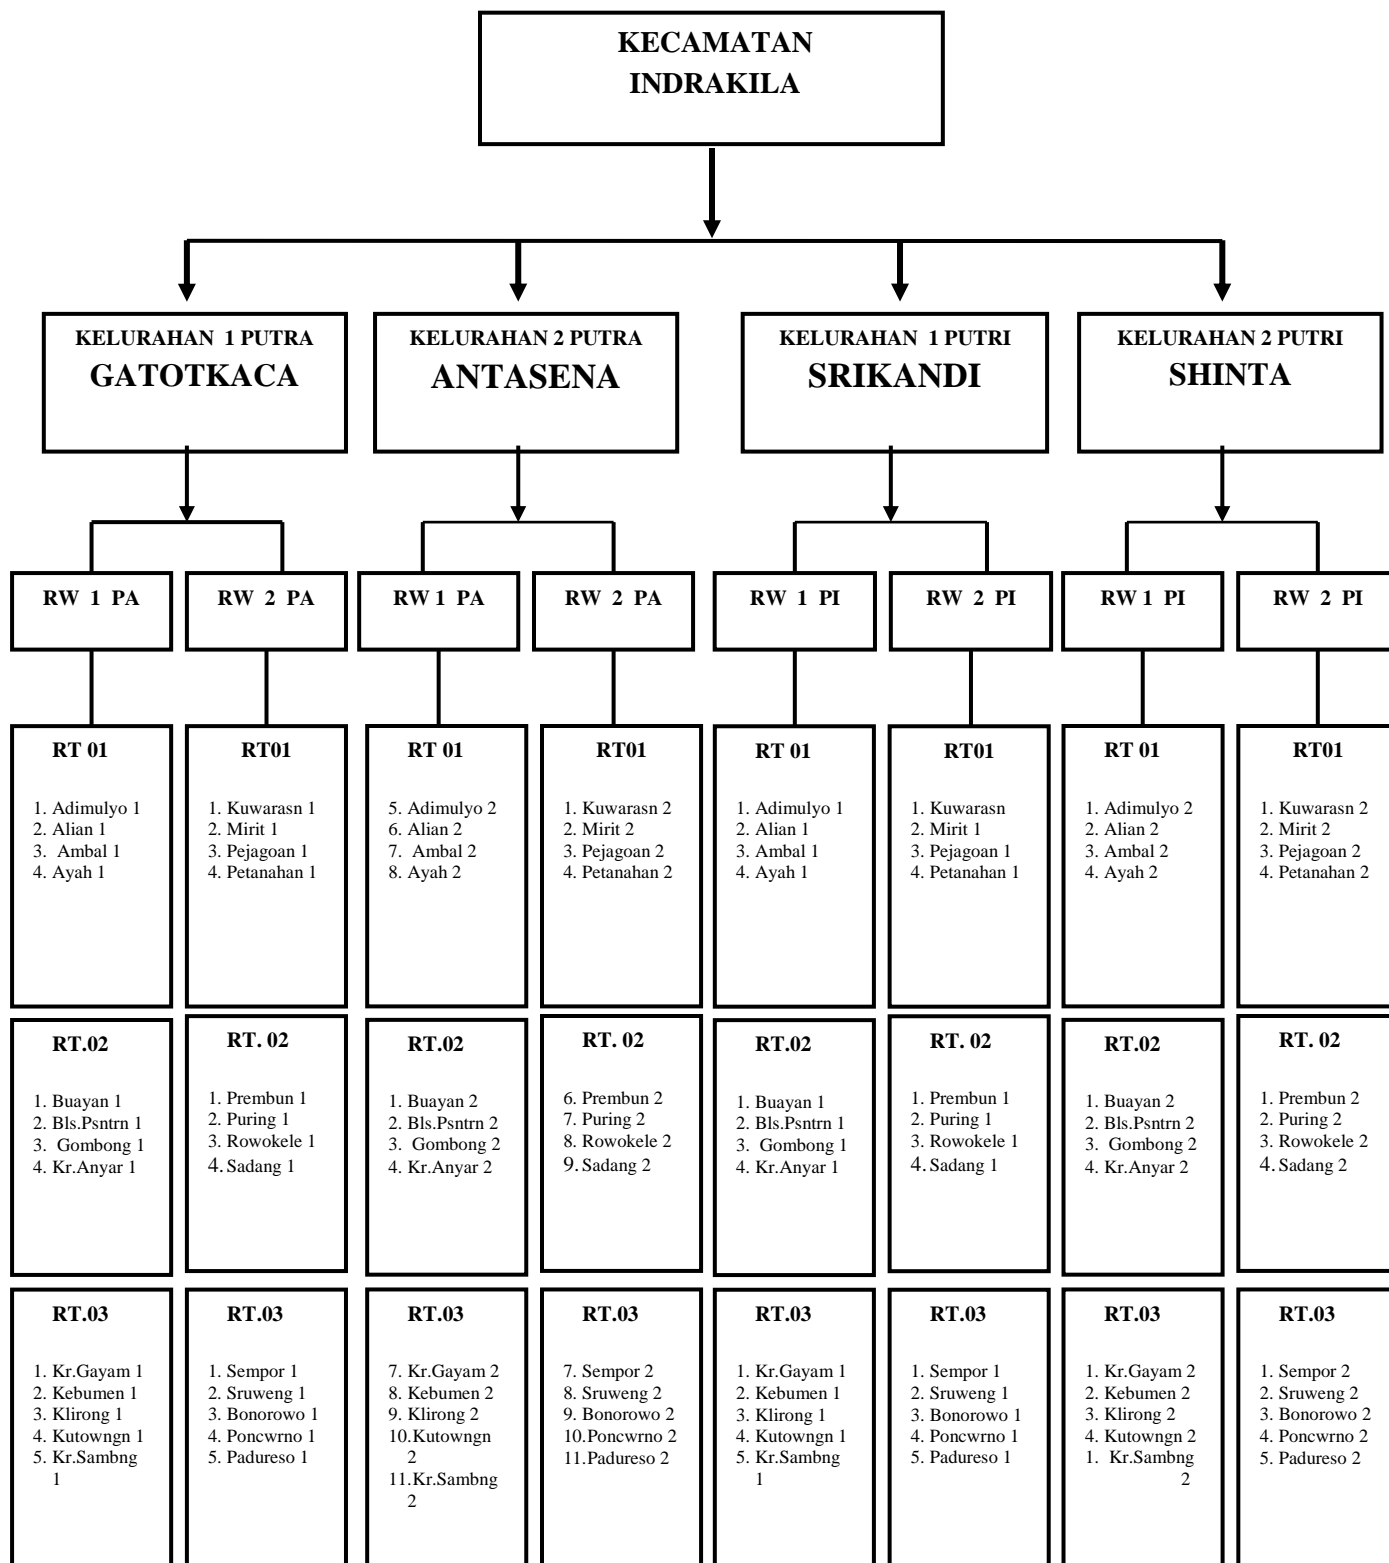 KECAMATAN
INDRAKILA
KELURAHAN 1 PUTRA
GATOTKACA
KELURAHAN 2 PUTRA
ANTASENA
KELURAHAN 1 PUTRI
SRIKANDI
KELURAHAN 2 PUTRI
SHINTA
RW 1 PA
RW 2 PA
RW 1 PA
RW 2 PA
RW 1 PI
RW 2 PI
RW 1 PI
RW 2 PI
RT 01
1. Adimulyo 1
2. Alian 1
3. Ambal 1
4. Ayah 1
RT01
1. Kuwarasn 1
2. Mirit 1
3. Pejagoan 1
4. Petanahan 1
RT 01
5. Adimulyo 2
6. Alian 2
7. Ambal 2
8. Ayah 2
RT01
1. Kuwarasn 2
2. Mirit 2
3. Pejagoan 2
4. Petanahan 2
RT 01
1. Adimulyo 1
2. Alian 1
3. Ambal 1
4. Ayah 1
RT01
1. Kuwarasn
2. Mirit 1
3. Pejagoan 1
4. Petanahan 1
RT 01
1. Adimulyo 2
2. Alian 2
3. Ambal 2
4. Ayah 2
RT01
1. Kuwarasn 2
2. Mirit 2
3. Pejagoan 2
4. Petanahan 2
RT.02
1. Buayan 1
2. Bls.Psntrn 1
3. Gombong 1
4. Kr.Anyar 1
RT. 02
1. Prembun 1
2. Puring 1
3. Rowokele 1
4. Sadang 1
RT.02
1. Buayan 2
2. Bls.Psntrn 2
3. Gombong 2
4. Kr.Anyar 2
RT. 02
6. Prembun 2
7. Puring 2
8. Rowokele 2
9. Sadang 2
RT.02
1. Buayan 1
2. Bls.Psntrn 1
3. Gombong 1
4. Kr.Anyar 1
RT. 02
1. Prembun 1
2. Puring 1
3. Rowokele 1
4. Sadang 1
RT.02
1. Buayan 2
2. Bls.Psntrn 2
3. Gombong 2
4. Kr.Anyar 2
RT. 02
1. Prembun 2
2. Puring 2
3. Rowokele 2
4. Sadang 2
RT.03
1. Kr.Gayam 1
2. Kebumen 1
3. Klirong 1
4. Kutowngn 1
5. Kr.Sambng
1
RT.03
1. Sempor 1
2. Sruweng 1
3. Bonorowo 1
4. Poncwrno 1
5. Padureso 1
RT.03
7. Kr.Gayam 2
8. Kebumen 2
9. Klirong 2
10.Kutowngn
2
11.Kr.Sambng
2
RT.03
7. Sempor 2
8. Sruweng 2
9. Bonorowo 2
10.Poncwrno 2
11.Padureso 2
RT.03
1. Kr.Gayam 1
2. Kebumen 1
3. Klirong 1
4. Kutowngn 1
5. Kr.Sambng
1
RT.03
1. Sempor 1
2. Sruweng 1
3. Bonorowo 1
4. Poncwrno 1
5. Padureso 1
RT.03
1. Kr.Gayam 2
2. Kebumen 2
3. Klirong 2
4. Kutowngn 2
1. Kr.Sambng
2
RT.03
1. Sempor 2
2. Sruweng 2
3. Bonorowo 2
4. Poncwrno 2
5. Padureso 2